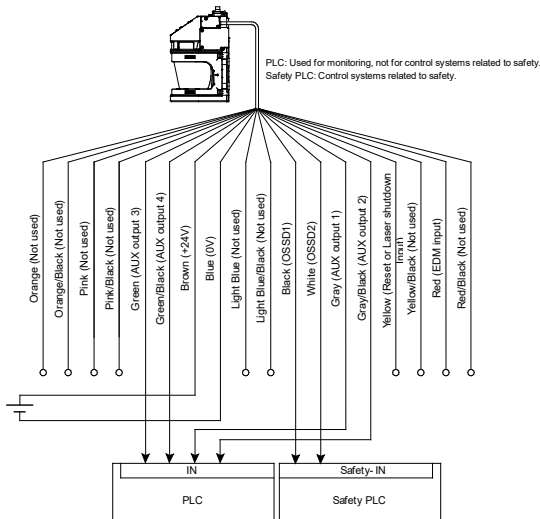 PLC: Used for monitoring, not for control systems related to safety.
Safety PLC: Control systems related to safety.
Orange (Not used)
Orange/Black (Not used)
Pink (Not used)
Pink/Black (Not used)
Green (AUX output 3)
Green/Black (AUX output 4)
Brown (+24V)
Blue (0V)
Light Blue (Not used)
Light Blue/Black (Not used)
Black (OSSD1)
White (OSSD2)
Gray (AUX output 1)
Gray/Black (AUX output 2)
Yellow (Reset or Laser shutdown
Input)
Yellow/Black (Not used)
Red (EDM input)
Red/Black (Not used)
IN
Safety- IN
PLC
Safety PLC